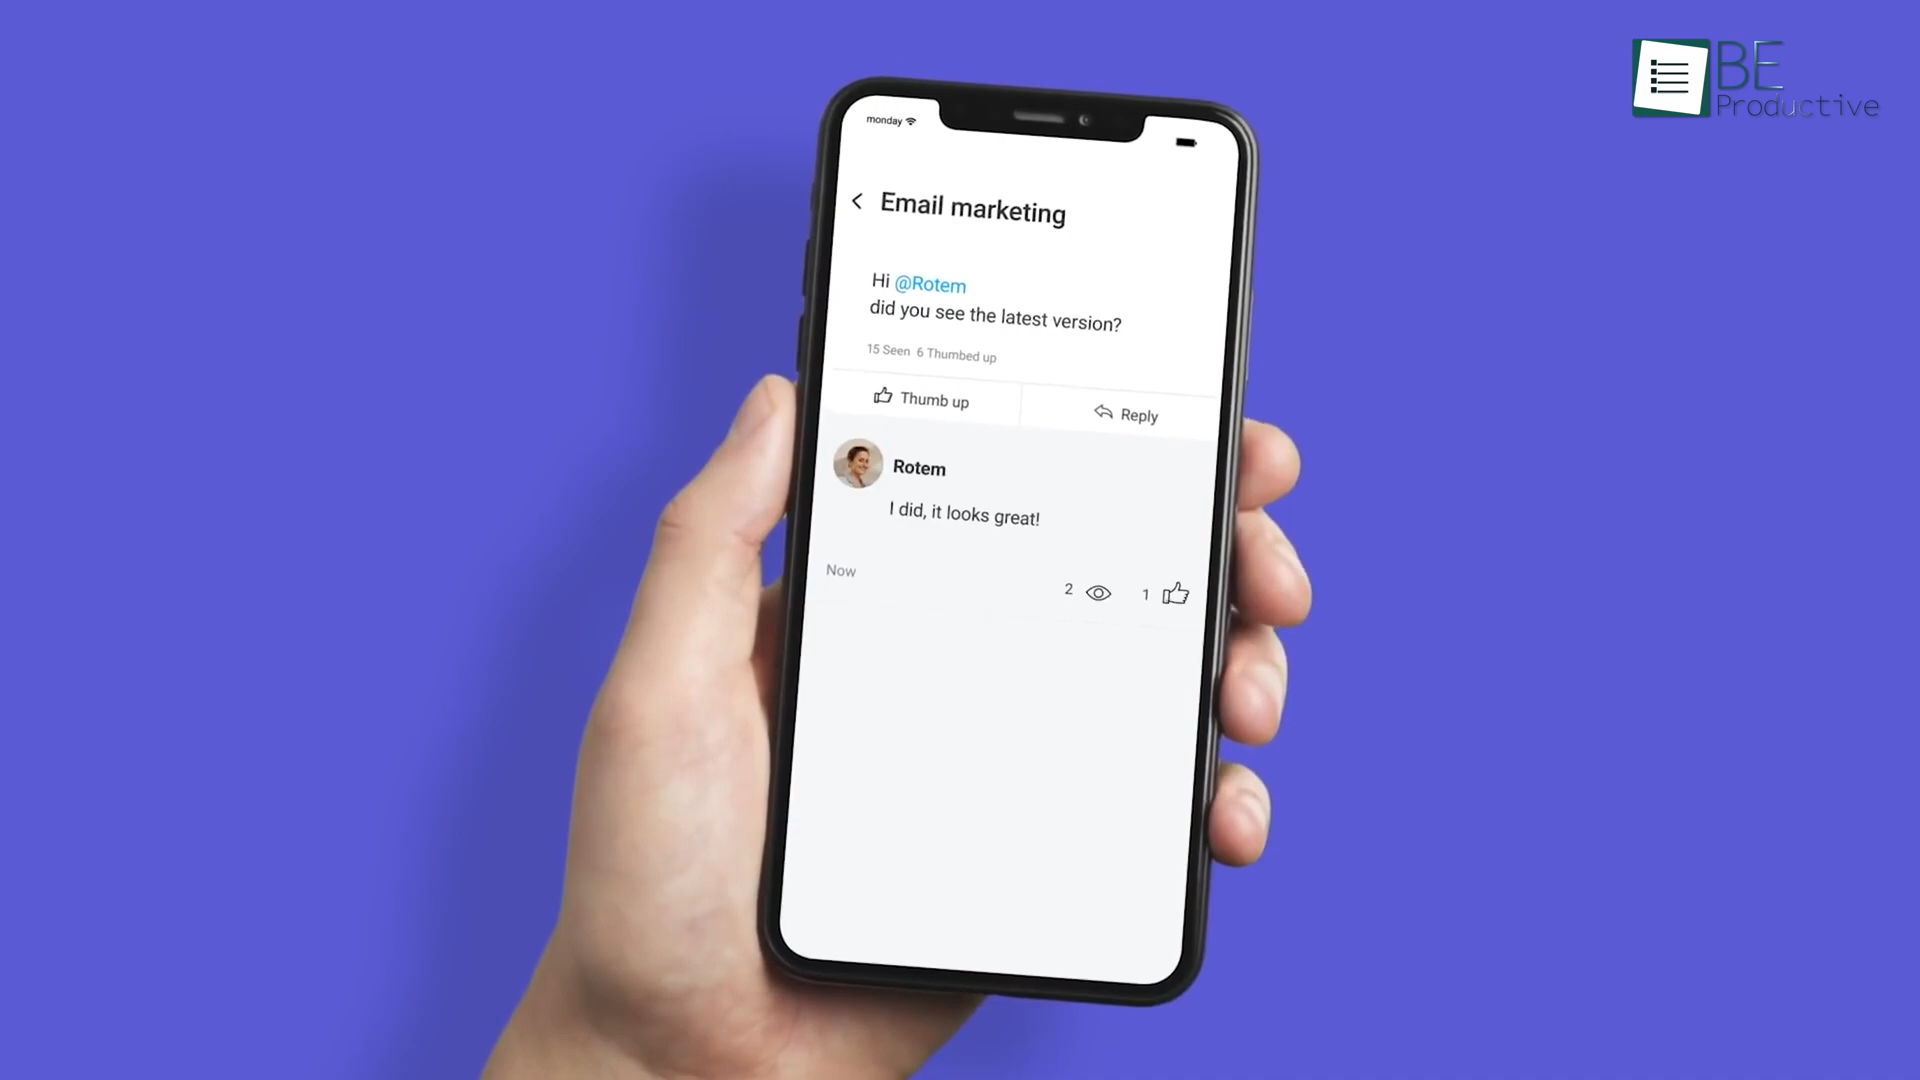 BE
Productive
monday
Email marketing
Hi @Rotem
did you see the latest version?
15 Seen 6 Thumbed up
Thumb up
Reply
Rotem
I did, it looks great!
Now
2
1